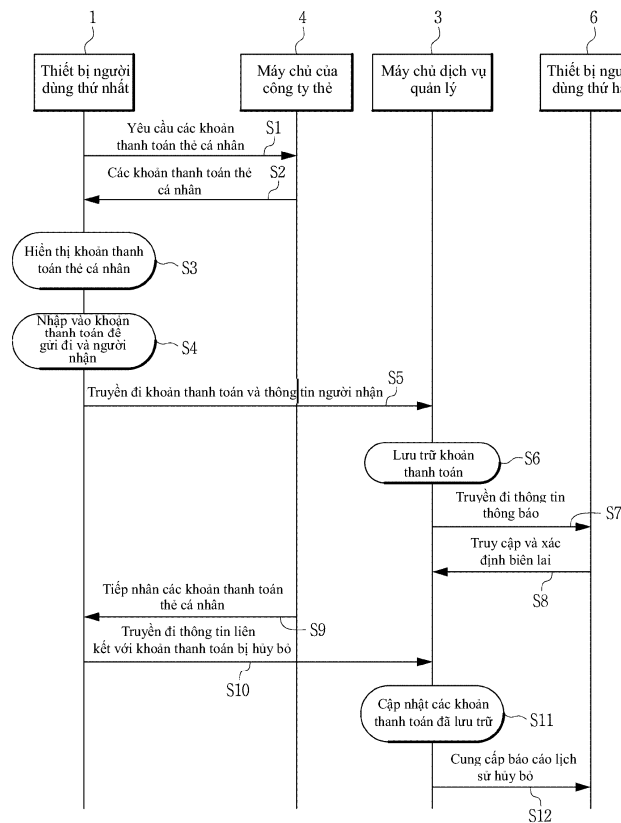 1
4
3
6
Thiết bị người
dùng thứ nhất
Máy chủ của
công ty thẻ
Máy chủ dịch vụ
quản lý
Thiết bị
dùng thứ
Yêu cầu các khoản
thanh toán thẻ cá nhân
S1
Các khoản thanh toán thẻ
cá nhân
S2
Hiển thị khoản thanh
toán thẻ cá nhân
S3
Nhập vào khoản
thanh toán để
gửi đi và người
nhận
S4
Truyền đi khoản thanh toán và thông tin người nhận
S5
Lưu trữ khoản
thanh toán
S6
Truyền đi thông tin
thông báo
S7
Truy cập và xác
định biên lai
S8
Tiếp nhân các khoản thanh toán
thẻ cá nhân
S9
Truyền đi thông tin liên
kết với khoản thanh toán bị hủy bỏ
S10
Cập nhật các khoản
thanh toán đã lưu trữ
S11
Cung cấp báo cáo lịch
sử hủy bỏ
S12